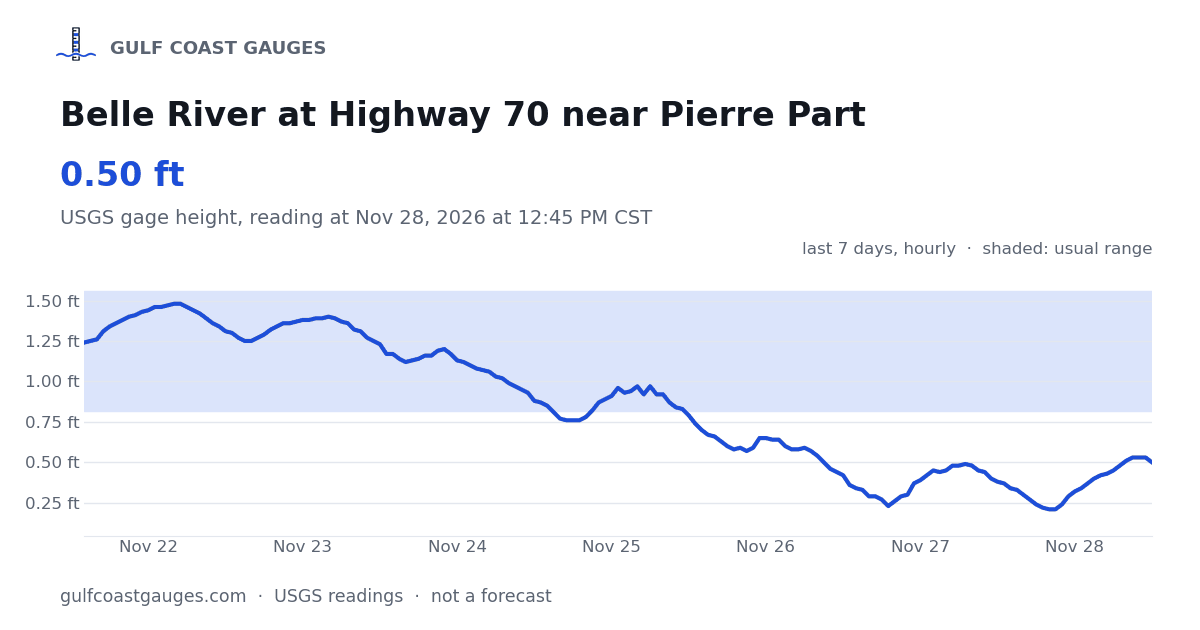 GULF COAST GAUGES
Belle River at Highway 70 near Pierre Part
0.50 ft
USGS gage height, reading at Nov 28, 2026 at 12:45 PM CST
last 7 days, hourly · shaded: usual range
1.50 ft
1.25 ft
1.00 ft
0.75 ft
0.50 ft
0.25 ft
Nov 22 Nov 23 Nov 24 Nov 25 Nov 26 Nov 27 Nov 28
gulfcoastgauges.com · USGS readings · not a forecast